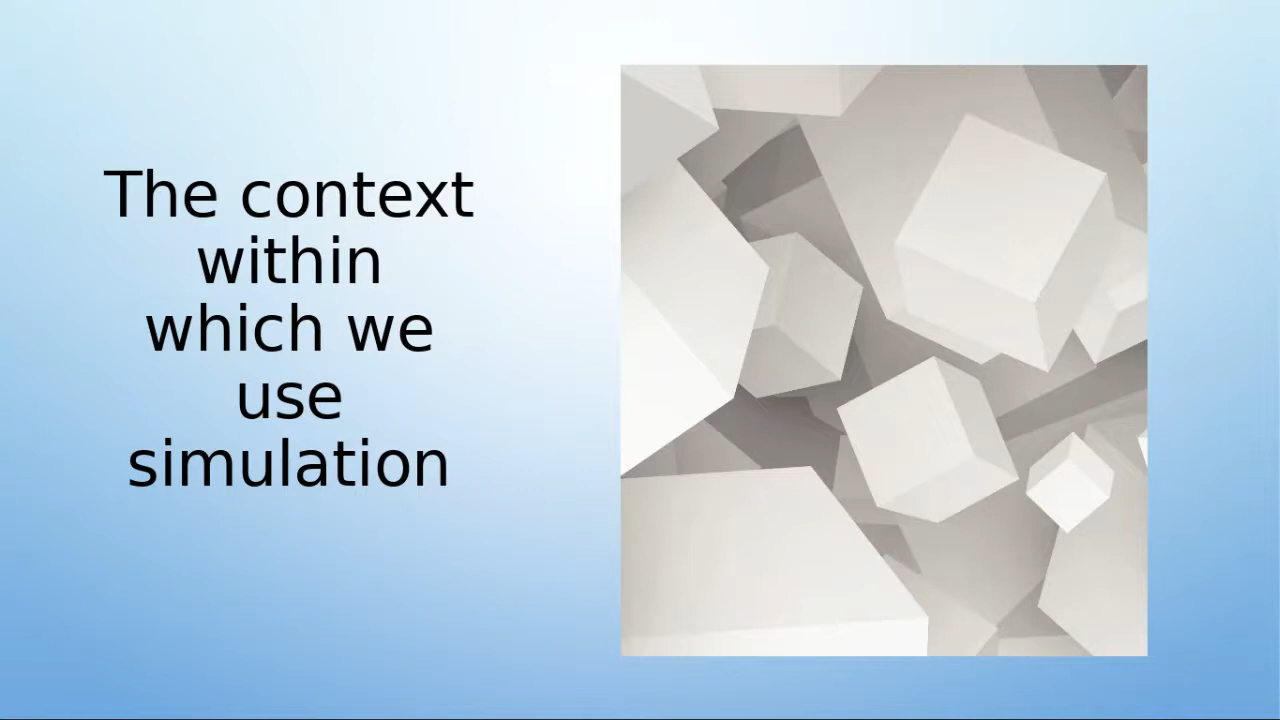 The context
within
which we
use
simulation